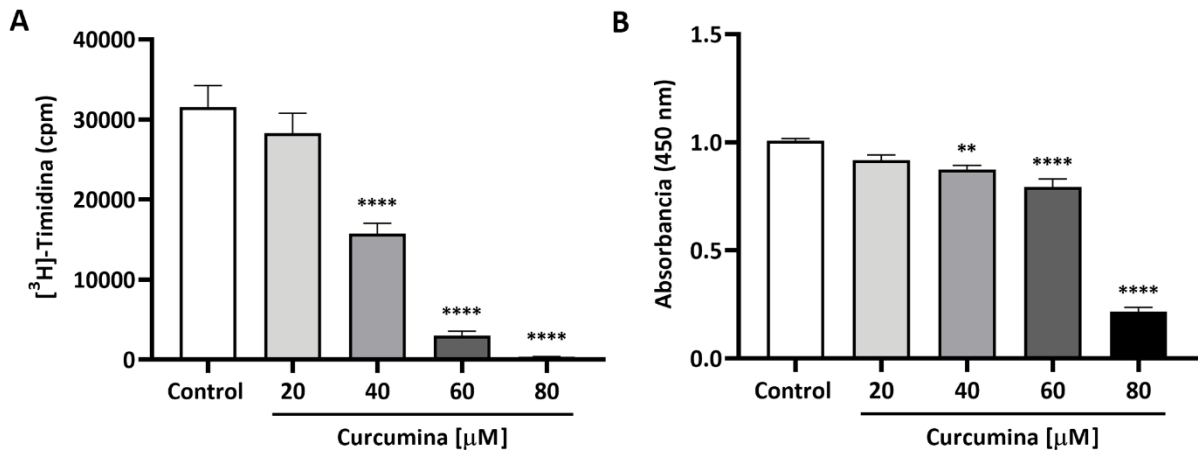 A
[³H]-Timidina (cpm)
40000
30000
20000
10000
0
****
****
****
Control 20 40 60 80
Curcumina [μM]
B
Absorbancia (450 nm)
1.5
1.0
0.5
0.0
**
****
****
Control 20 40 60 80
Curcumina [μM]